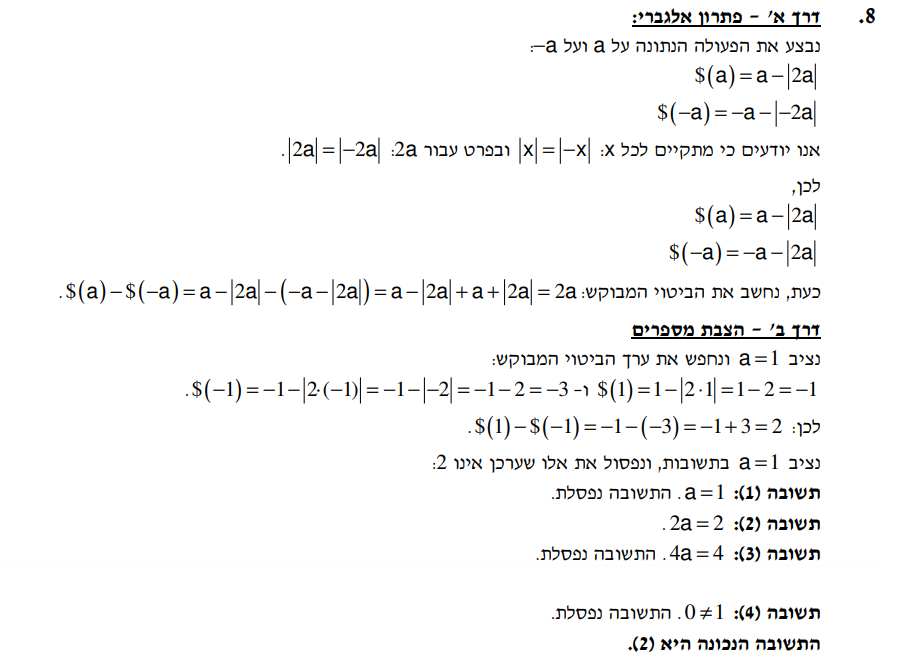 8. דרך א' – פתרון אלגברי:
נבצע את הפעולה הנתונה על a ועל –a:
$(a)=a–|2a|
$(–a)=–a–|–2a|
אנו יודעים כי מתקיים לכל x: |x|=|–x| ובפרט עבור 2a: |2a|=|–2a|.
לכן,
$(a)=a–|2a|
$(–a)=–a–|2a|
כעת, נחשב את הביטוי המבוקש: $(a)–$(–a)=a–|2a|–(–a–|2a|)=a–|2a|+a+|2a|=2a.
דרך ב' – הצבת מספרים
נציב a=1 ונחפש את ערך הביטוי המבוקש:
$(1)=1–|2·1|=1–2=–1 ו- $(–1)=–1–|2·(–1)|=–1–|–2|=–1–2=–3.
לכן: $(1)–$(–1)=–1–(–3)=–1+3=2.
נציב a=1 בתשובות, ונפסול את אלו שערכן אינו 2:
תשובה (1): a=1. התשובה נפסלת.
תשובה (2): 2a=2.
תשובה (3): 4a=4. התשובה נפסלת.
תשובה (4): 0≠1. התשובה נפסלת.
התשובה הנכונה היא (2).